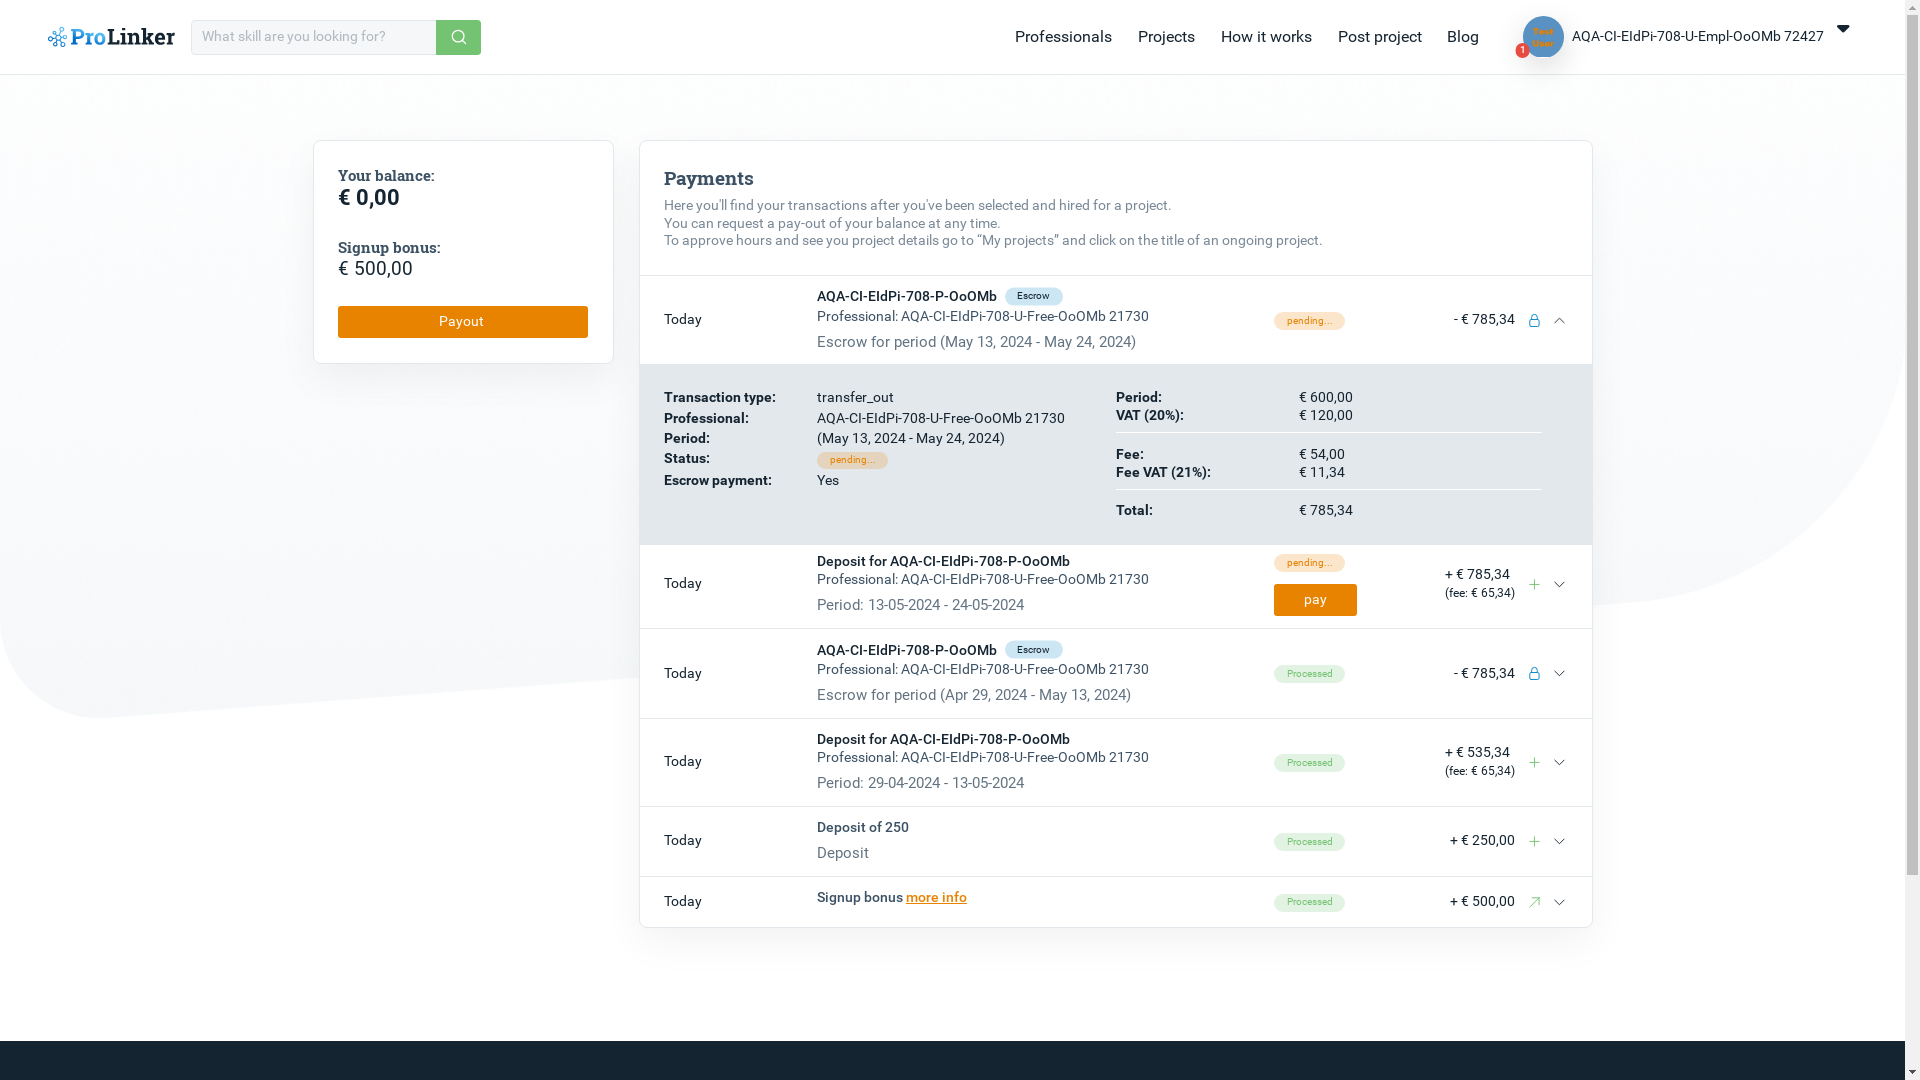 ProLinker
What skill are you looking for?
Professionals
Projects
How it works
Post project
Blog
Test
User
1
AQA-CI-EIdPi-708-U-Empl-OoOMb 72427
Your balance:
€ 0,00
Signup bonus:
€ 500,00
Payout
Payments
Here you'll find your transactions after you've been selected and hired for a project.
You can request a pay-out of your balance at any time.
To approve hours and see you project details go to “My projects” and click on the title of an ongoing project.
Today
AQA-CI-EIdPi-708-P-OoOMb Escrow
Professional: AQA-CI-EIdPi-708-U-Free-OoOMb 21730
Escrow for period (May 13, 2024 - May 24, 2024)
pending...
- € 785,34
Transaction type: transfer_out
Professional: AQA-CI-EIdPi-708-U-Free-OoOMb 21730
Period: (May 13, 2024 - May 24, 2024)
Status: pending...
Escrow payment: Yes
Period: € 600,00
VAT (20%): € 120,00
Fee: € 54,00
Fee VAT (21%): € 11,34
Total: € 785,34
Today
Deposit for AQA-CI-EIdPi-708-P-OoOMb
Professional: AQA-CI-EIdPi-708-U-Free-OoOMb 21730
Period: 13-05-2024 - 24-05-2024
pending...
pay
+ € 785,34
(fee: € 65,34)
Today
AQA-CI-EIdPi-708-P-OoOMb Escrow
Professional: AQA-CI-EIdPi-708-U-Free-OoOMb 21730
Escrow for period (Apr 29, 2024 - May 13, 2024)
Processed
- € 785,34
Today
Deposit for AQA-CI-EIdPi-708-P-OoOMb
Professional: AQA-CI-EIdPi-708-U-Free-OoOMb 21730
Period: 29-04-2024 - 13-05-2024
Processed
+ € 535,34
(fee: € 65,34)
Today
Deposit of 250
Deposit
Processed
+ € 250,00
Today
Signup bonus more info
Processed
+ € 500,00